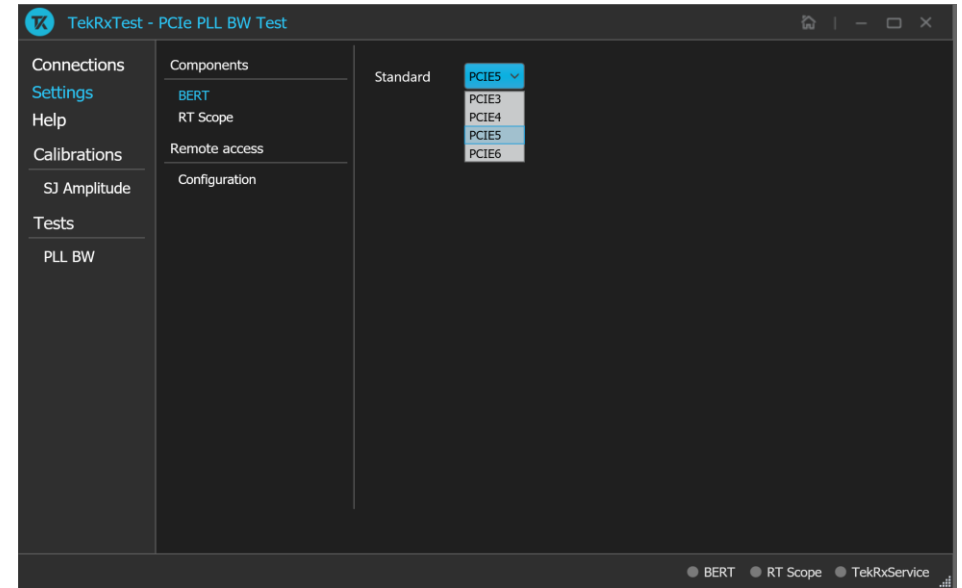 TekRxTest - PCIe PLL BW Test
Connections
Settings
Help
Calibrations
SJ Amplitude
Tests
PLL BW
Components
BERT
RT Scope
Remote access
Configuration
Standard PCIE5
PCIE3
PCIE4
PCIE5
PCIE6
BERT RT Scope TekRxService